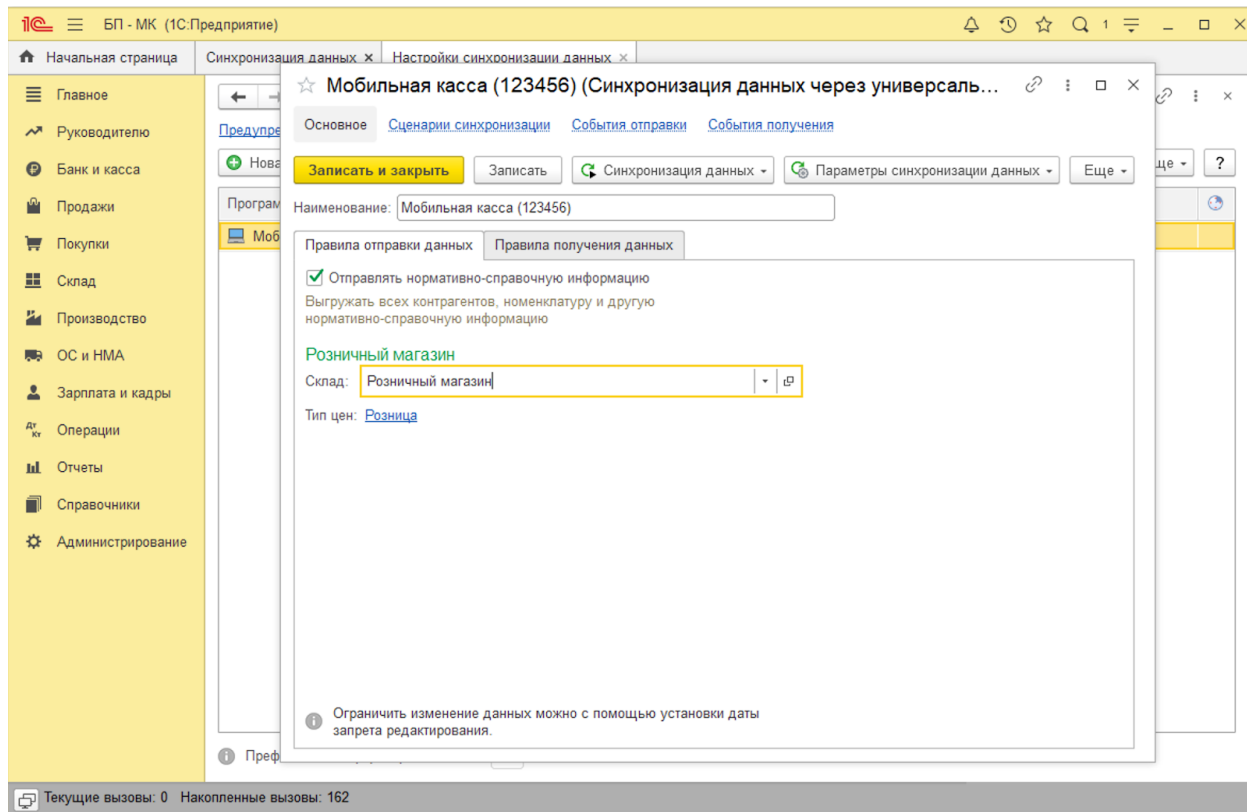 1С БП - МК (1С:Предприятие) 1
Начальная страница Синхронизация данных × Настройки синхронизации данных ×
Главное
Руководителю
Банк и касса
Продажи
Покупки
Склад
Производство
ОС и НМА
Зарплата и кадры
Дт Кт Операции
Отчеты
Справочники
Администрирование
Предупре
Нова
ще ?
Програм
Моб
Преф
Мобильная касса (123456) (Синхронизация данных через универсаль...
Основное Сценарии синхронизации События отправки События получения
Записать и закрыть Записать Синхронизация данных Параметры синхронизации данных Еще
Наименование: Мобильная касса (123456)
Правила отправки данных Правила получения данных
Отправлять нормативно-справочную информацию
Выгружать всех контрагентов, номенклатуру и другую
нормативно-справочную информацию
Розничный магазин
Склад: Розничный магазин
Тип цен: Розница
Ограничить изменение данных можно с помощью установки даты
запрета редактирования.
Текущие вызовы: 0 Накопленные вызовы: 162